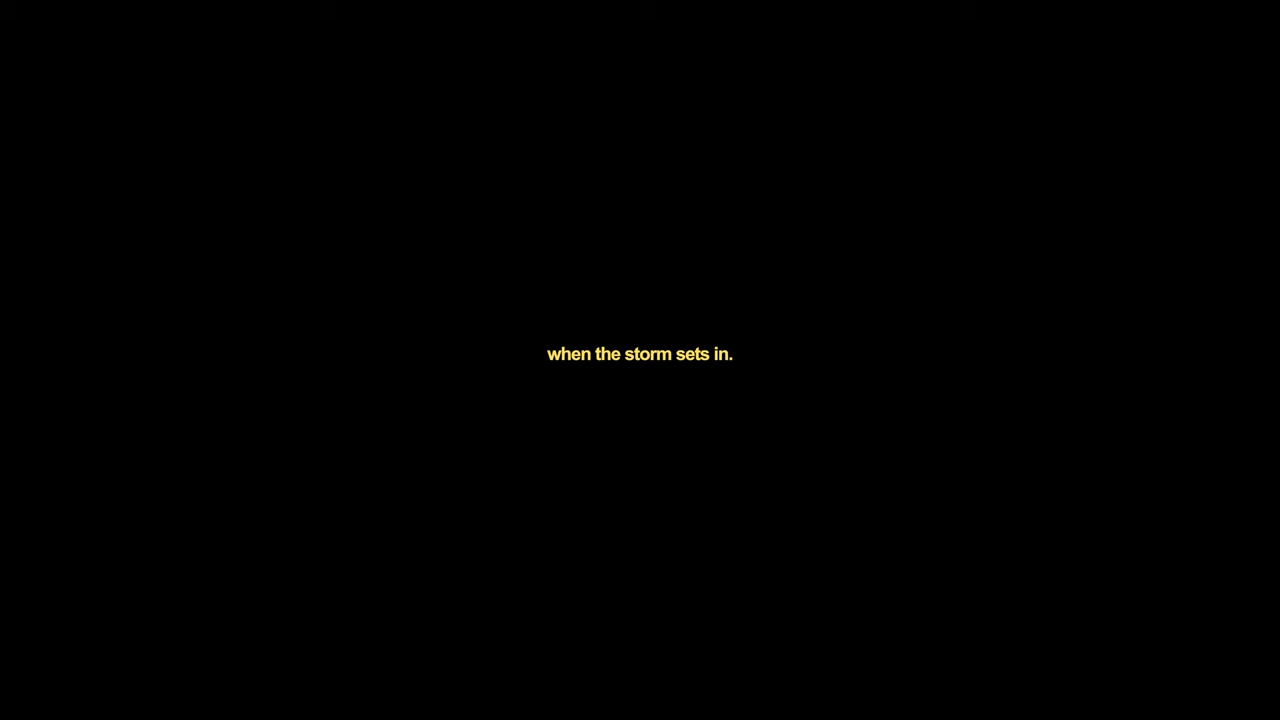 when the storm sets in.